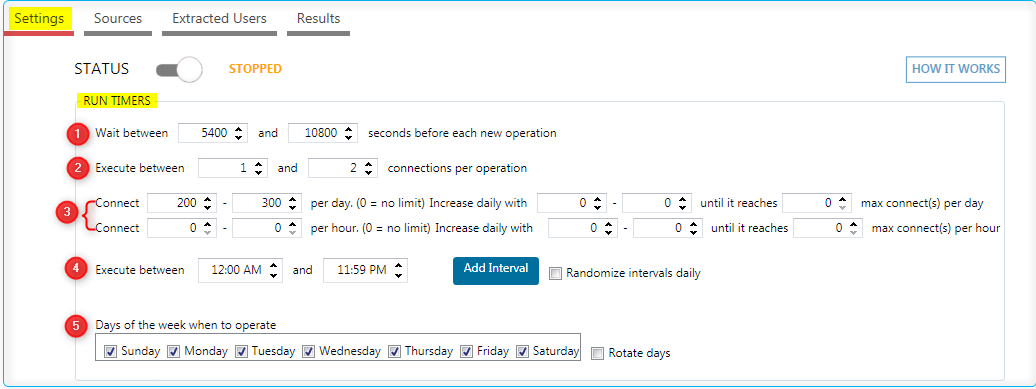 Settings Sources Extracted Users Results
STATUS STOPPED HOW IT WORKS
RUN TIMERS
1 Wait between 5400 and 10800 seconds before each new operation
2 Execute between 1 and 2 connections per operation
3 Connect 200 - 300 per day. (0 = no limit) Increase daily with 0 - 0 until it reaches 0 max connect(s) per day
Connect 0 - 0 per hour. (0 = no limit) Increase daily with 0 - 0 until it reaches 0 max connect(s) per hour
4 Execute between 12:00 AM and 11:59 PM Add Interval Randomize intervals daily
5 Days of the week when to operate
Sunday Monday Tuesday Wednesday Thursday Friday Saturday Rotate days